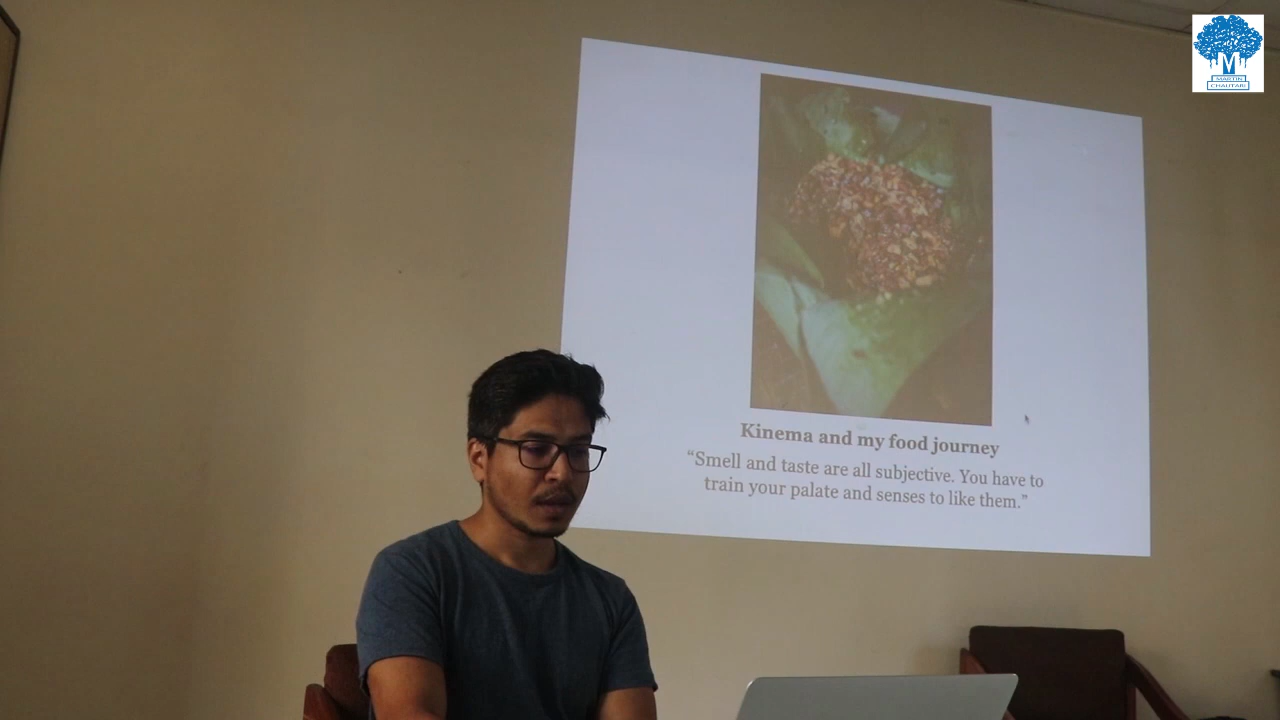 M
MARTIN
CHAUTARI
Kinema and my food journey
“Smell and taste are all subjective. You have to
train your palate and senses to like them.”